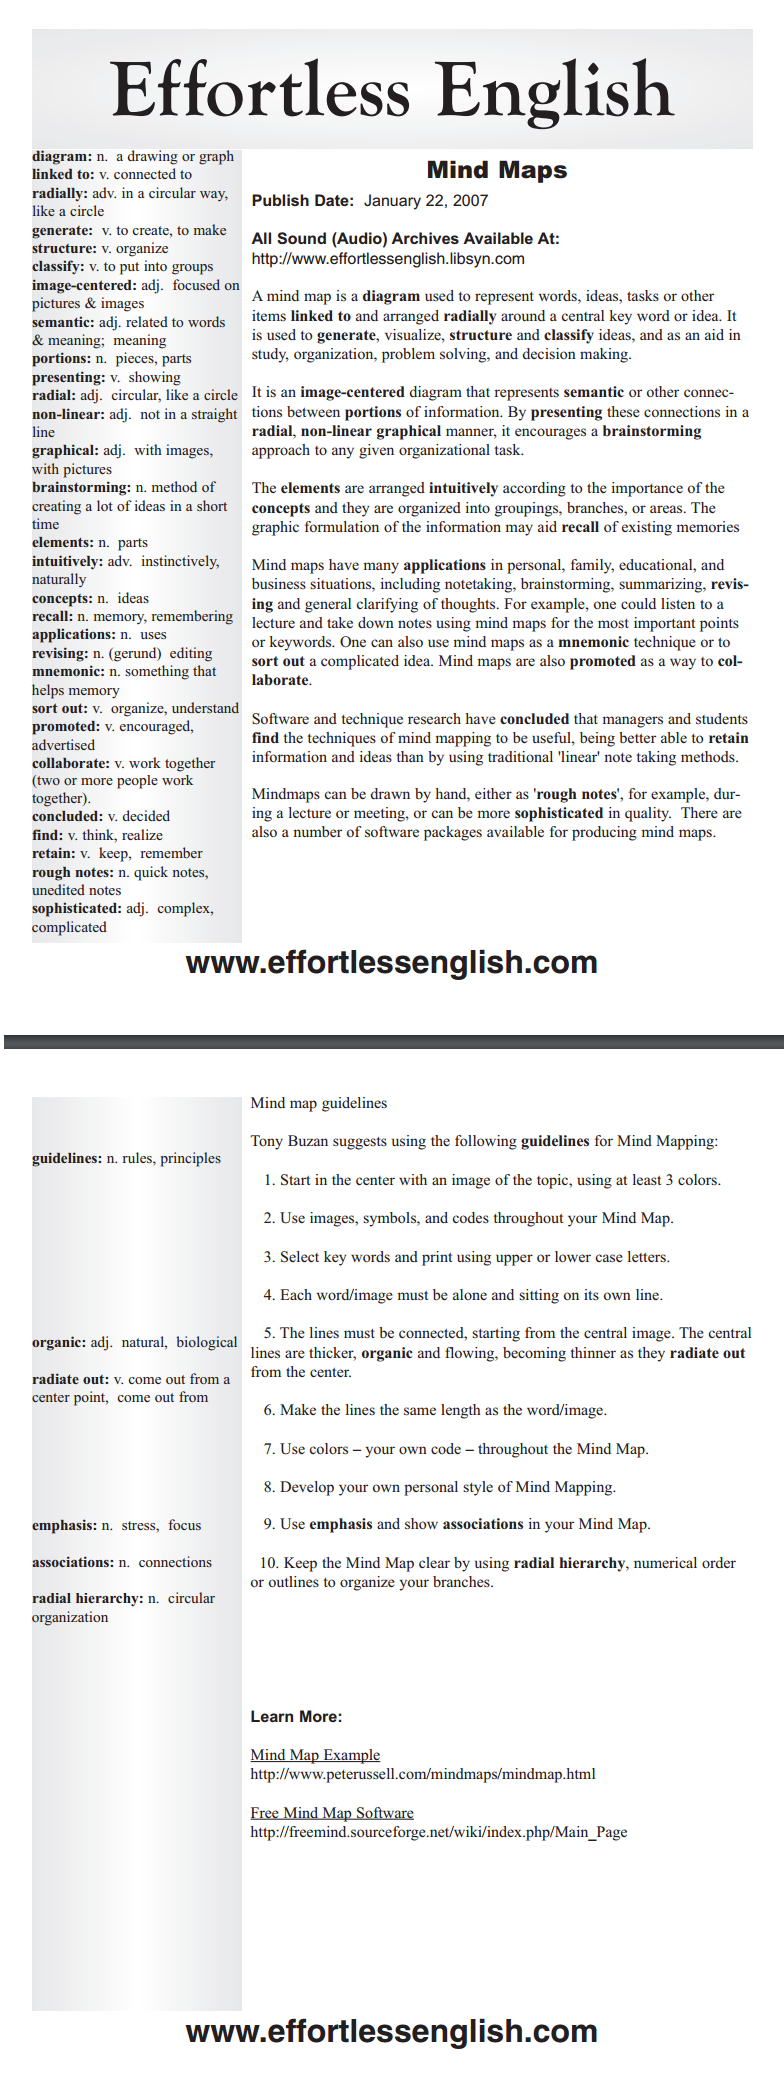 Effortless English
diagram: n.  a drawing or graph
linked to: v. connected to
radially: adv. in a circular way,
like a circle
generate:  v. to create, to make
structure: v. organize
classify: v. to put into groups
image-centered: adj.  focused on
pictures & images
semantic: adj. related to words
& meaning;  meaning
portions: n.  pieces, parts
presenting: v.  showing
radial: adj.  circular, like a circle
non-linear: adj.  not in a straight
line
graphical: adj.  with images,
with pictures
brainstorming: n. method of
creating a lot of ideas in a short
time
elements: n.  parts
intuitively: adv.  instinctively,
naturally
concepts: n.  ideas
recall: n. memory, remembering
applications: n.  uses
revising: n. (gerund)  editing
mnemonic: n. something that
helps memory
sort out: v.  organize, understand
promoted: v. encouraged,
advertised
collaborate: v. work together
(two or more people work
together).
concluded: v. decided
find: v. think, realize
retain: v.  keep,  remember
rough notes: n. quick notes,
unedited notes
sophisticated: adj.  complex,
complicated
Mind Maps
Publish Date:  January 22, 2007
All Sound (Audio) Archives Available At:
http://www.effortlessenglish.libsyn.com
A mind map is a diagram used to represent words, ideas, tasks or other
items linked to and arranged radially around a central key word or idea. It
is used to generate, visualize, structure and classify ideas, and as an aid in
study, organization, problem solving, and decision making.
It is an image-centered diagram that represents semantic or other connec-
tions between portions of information. By presenting these connections in a
radial, non-linear graphical manner, it encourages a brainstorming
approach to any given organizational task.
The elements are arranged intuitively according to the importance of the
concepts and they are organized into groupings, branches, or areas. The
graphic formulation of the information may aid recall of existing memories
Mind maps have many applications in personal, family, educational, and
business situations, including notetaking, brainstorming, summarizing, revis-
ing and general clarifying of thoughts. For example, one could listen to a
lecture and take down notes using mind maps for the most important points
or keywords. One can also use mind maps as a mnemonic technique or to
sort out a complicated idea. Mind maps are also promoted as a way to col-
laborate.
Software and technique research have concluded that managers and students
find the techniques of mind mapping to be useful, being better able to retain
information and ideas than by using traditional 'linear' note taking methods.
Mindmaps can be drawn by hand, either as 'rough notes', for example, dur-
ing a lecture or meeting, or can be more sophisticated in quality.  There are
also a number of software packages available for producing mind maps.
www.effortlessenglish.com
guidelines: n. rules, principles
organic: adj.  natural,  biological
radiate out: v. come out from a
center point,  come out from
emphasis: n.  stress,  focus
associations: n.  connections
radial hierarchy: n.  circular
organization
Mind map guidelines
Tony Buzan suggests using the following guidelines for Mind Mapping:
1. Start in the center with an image of the topic, using at least 3 colors.
2. Use images, symbols, and codes throughout your Mind Map.
3. Select key words and print using upper or lower case letters.
4. Each word/image must be alone and sitting on its own line.
5. The lines must be connected, starting from the central image. The central
lines are thicker, organic and flowing, becoming thinner as they radiate out
from the center.
6. Make the lines the same length as the word/image.
7. Use colors – your own code – throughout the Mind Map.
8. Develop your own personal style of Mind Mapping.
9. Use emphasis and show associations in your Mind Map.
10. Keep the Mind Map clear by using radial hierarchy, numerical order
or outlines to organize your branches.
Learn More:
Mind Map Example
http://www.peterussell.com/mindmaps/mindmap.html
Free Mind Map Software
http://freemind.sourceforge.net/wiki/index.php/Main_Page
www.effortlessenglish.com